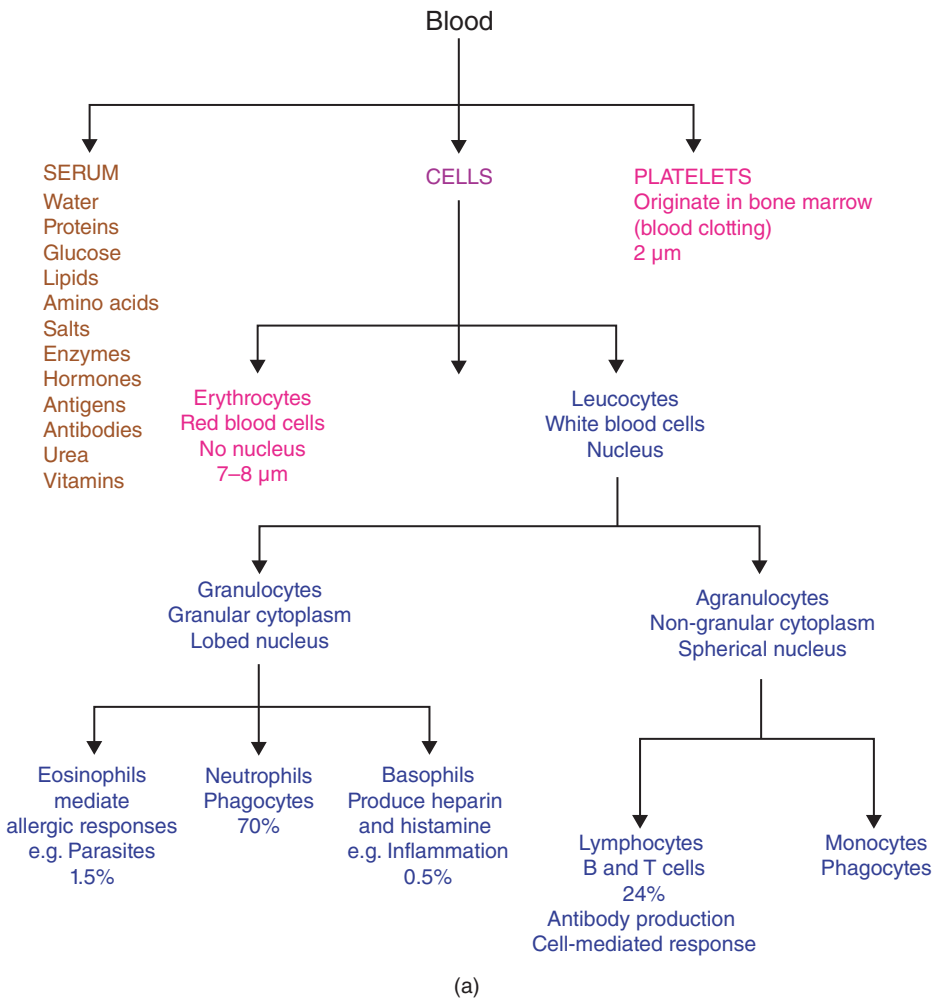 Blood
SERUM
Water
Proteins
Glucose
Lipids
Amino acids
Salts
Enzymes
Hormones
Antigens
Antibodies
Urea
Vitamins
CELLS
PLATELETS
Originate in bone marrow
(blood clotting)
2 μm
Erythrocytes
Red blood cells
No nucleus
7–8 μm
Leucocytes
White blood cells
Nucleus
Granulocytes
Granular cytoplasm
Lobed nucleus
Agranulocytes
Non-granular cytoplasm
Spherical nucleus
Eosinophils
mediate
allergic responses
e.g. Parasites
1.5%
Neutrophils
Phagocytes
70%
Basophils
Produce heparin
and histamine
e.g. Inflammation
0.5%
Lymphocytes
B and T cells
24%
Antibody production
Cell-mediated response
Monocytes
Phagocytes
(a)